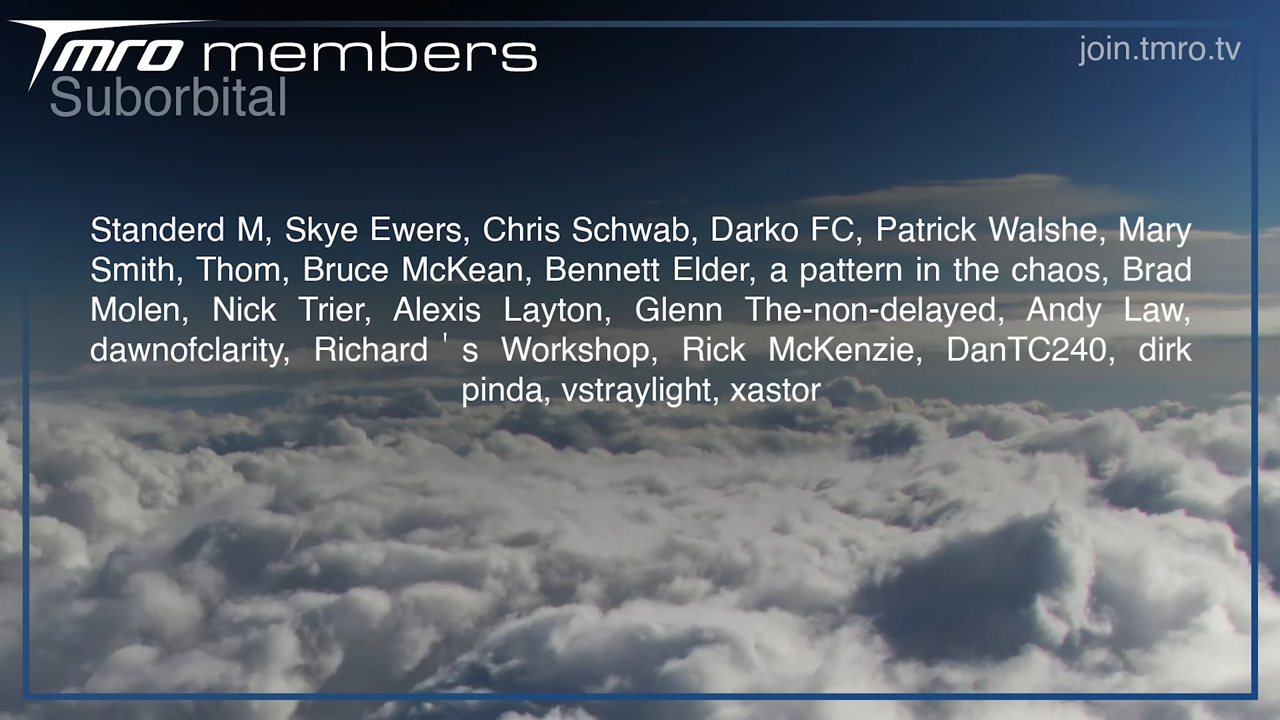 Tmro members
join.tmro.tv
Suborbital
Standerd M, Skye Ewers, Chris Schwab, Darko FC, Patrick Walshe, Mary
Smith, Thom, Bruce McKean, Bennett Elder, a pattern in the chaos, Brad
Molen, Nick Trier, Alexis Layton, Glenn The-non-delayed, Andy Law,
dawnofclarity, Richard ' s Workshop, Rick McKenzie, DanTC240, dirk
pinda, vstraylight, xastor